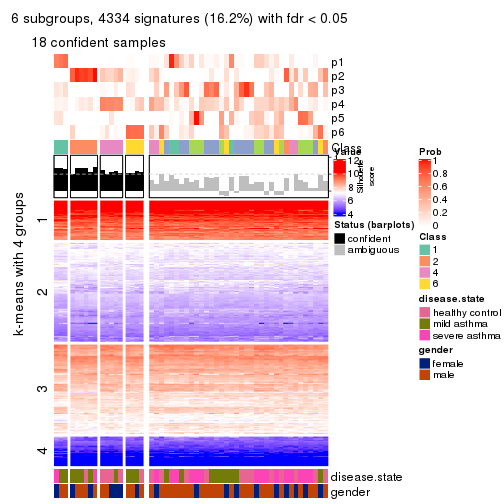 6 subgroups, 4334 signatures (16.2%) with fdr < 0.05
18 confident samples
p1
p2
p3
p4
p5
p6
Class
Value
12
10
8
6
4
Silhouette
score
Prob
1
0.8
0.6
0.4
0.2
0
Status (barplots)
confident
ambiguous
Class
1
2
4
6
disease.state
healthy control
mild asthma
severe asthma
gender
female
male
k-means with 4 groups
1
2
3
4
disease.state
gender